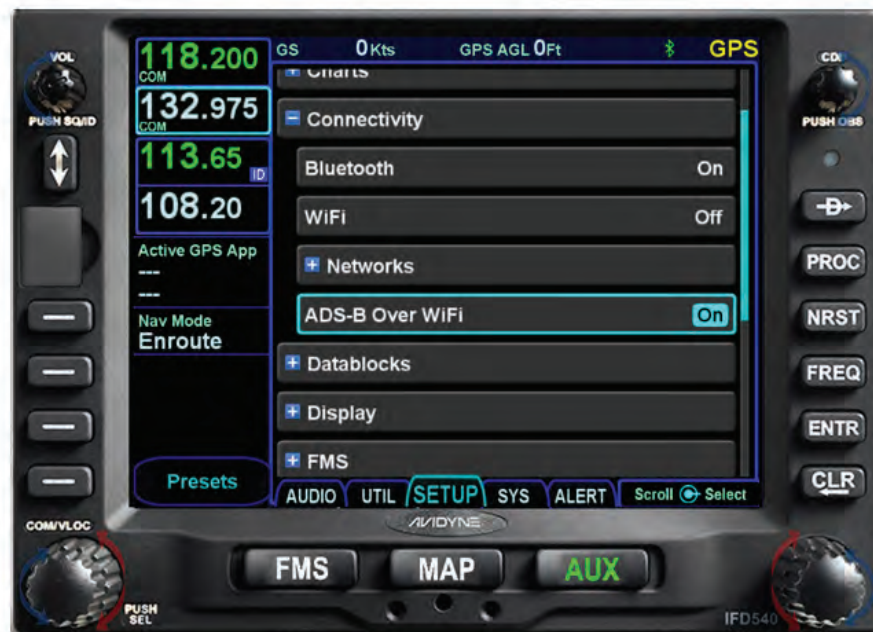 VOL
PUSH SQ/ID
118.200
COM
132.975
COM
113.65 ID
108.20
Active GPS App
---
---
Nav Mode
Enroute
Presets
GS 0Kts GPS AGL 0Ft GPS
Charts
Connectivity
Bluetooth On
WiFi Off
Networks
ADS-B Over WiFi On
Datablocks
Display
FMS
AUDIO UTIL SETUP SYS ALERT Scroll Select
CDI
PUSH OBS
D
PROC
NRST
FREQ
ENTR
CLR
COM/VLOC
PUSH
SEL
AVIDYNE
FMS MAP AUX
IFD540